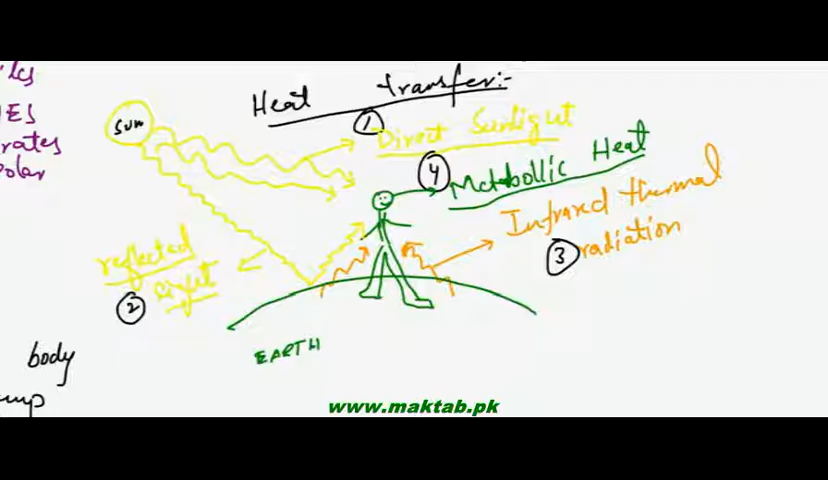 Heat Transfer:-
SUN
1
Direct Sunlight
4
Metabollic Heat
Infrared thermal
3 radiation
reflected
light
2
EARTH
body
www.maktab.pk